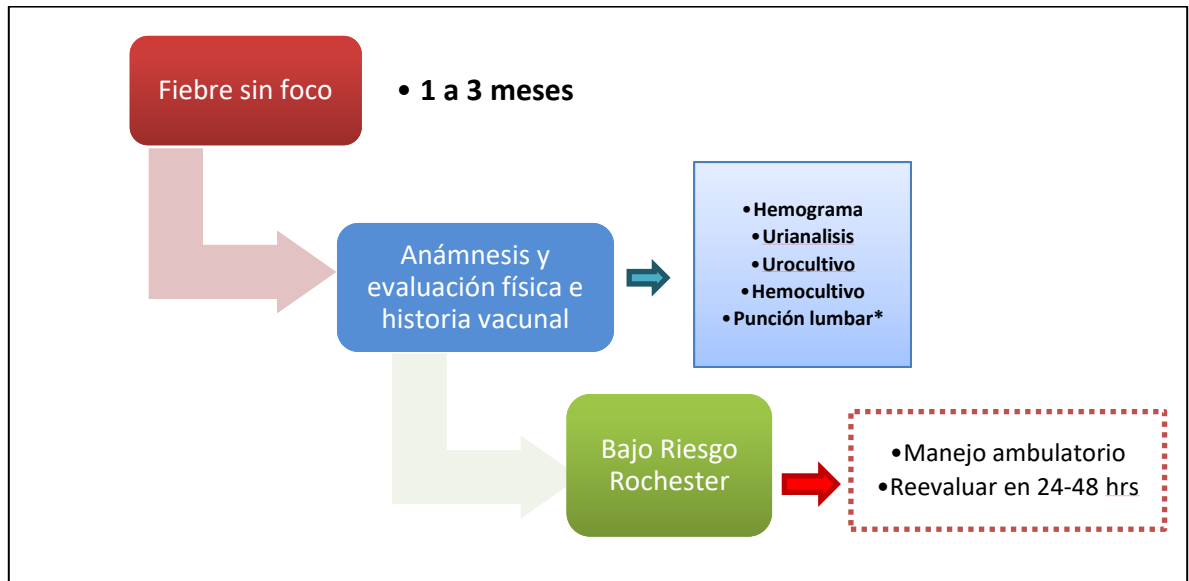 Fiebre sin foco
• 1 a 3 meses
Anámnesis y
evaluación física e
historia vacunal
•Hemograma
•Urianalisis
•Urocultivo
•Hemocultivo
•Punción lumbar*
Bajo Riesgo
Rochester
•Manejo ambulatorio
•Reevaluar en 24-48 hrs